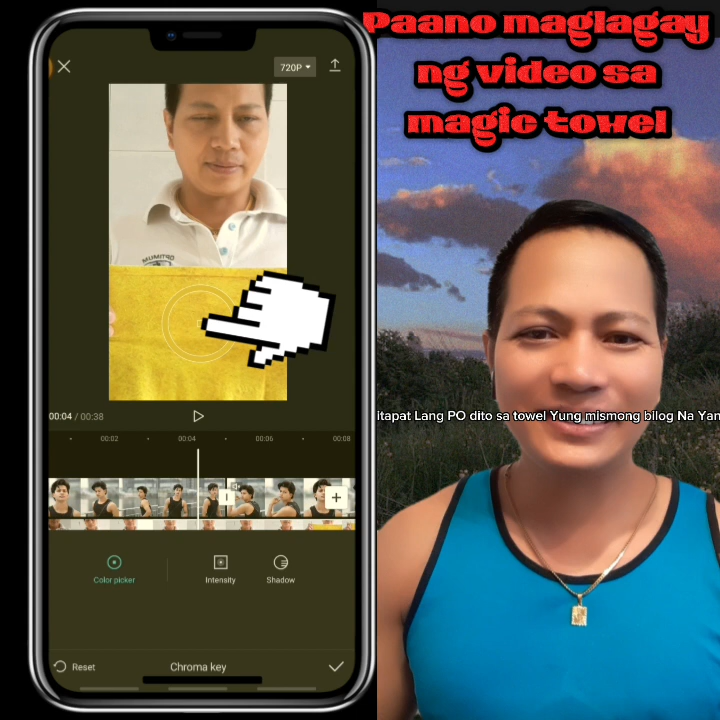 Paano maglagay
ng video sa
magic towel
720P
OPTIMUM
itapat Lang PO dito sa towel Yung mismong bilog Na Yan
00:04 / 00:38
00:02
00:04
00:06
00:08
Color picker
Intensity
Shadow
Reset
Chroma key